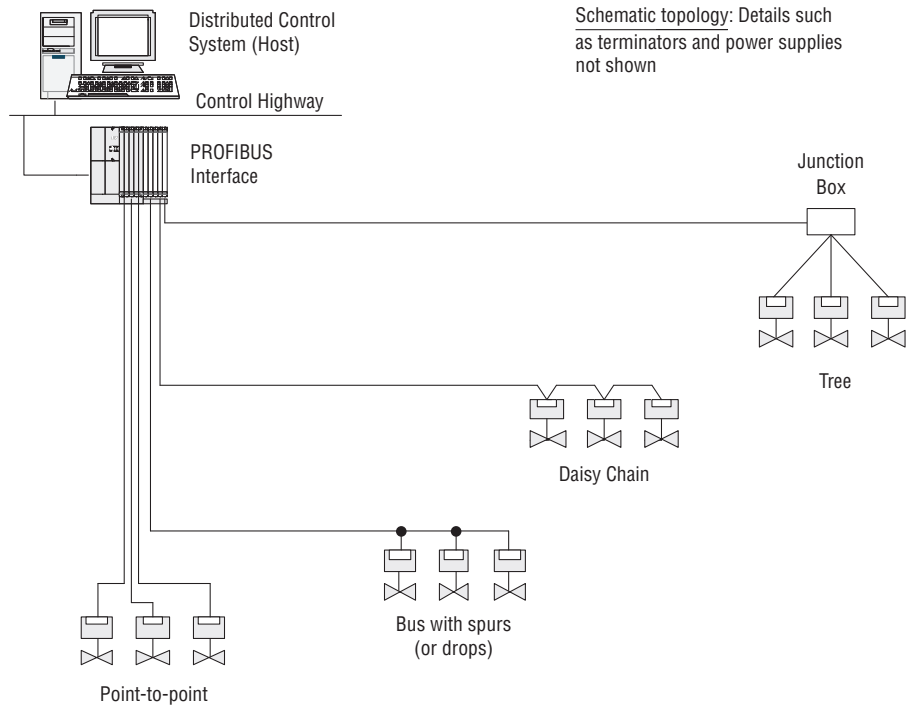 Distributed Control
System (Host)
Schematic topology: Details such
as terminators and power supplies
not shown
Control Highway
PROFIBUS
Interface
Junction
Box
Tree
Daisy Chain
Bus with spurs
(or drops)
Point-to-point